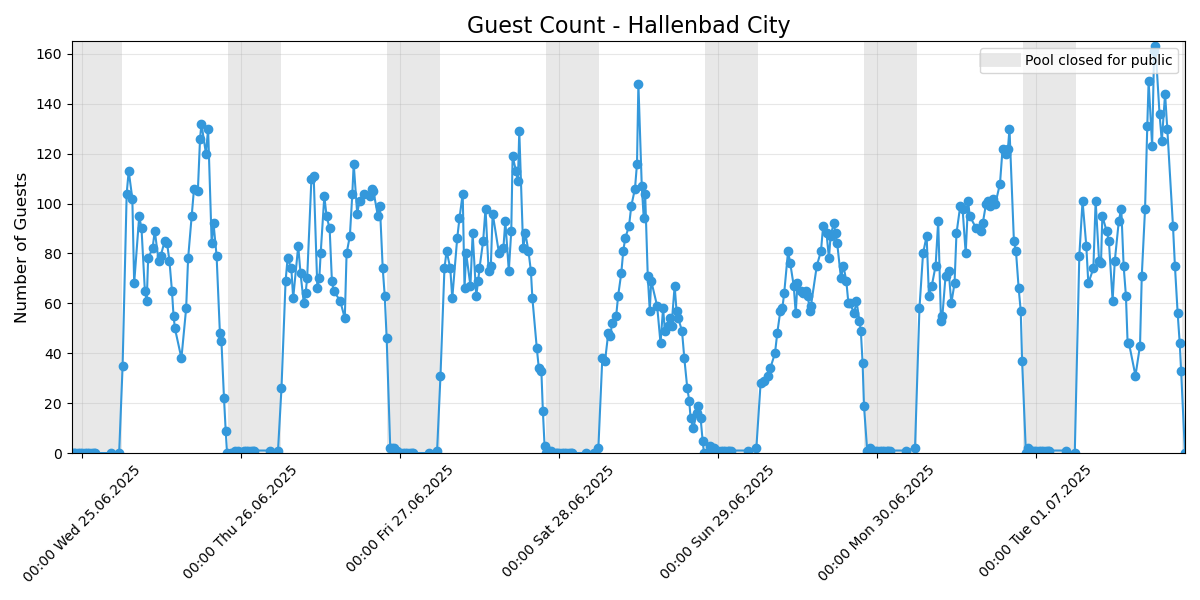 Guest Count - Hallenbad City
Pool closed for public
Number of Guests
160
140
120
100
80
60
40
20
0
00:00 Wed 25.06.2025
00:00 Thu 26.06.2025
00:00 Fri 27.06.2025
00:00 Sat 28.06.2025
00:00 Sun 29.06.2025
00:00 Mon 30.06.2025
00:00 Tue 01.07.2025